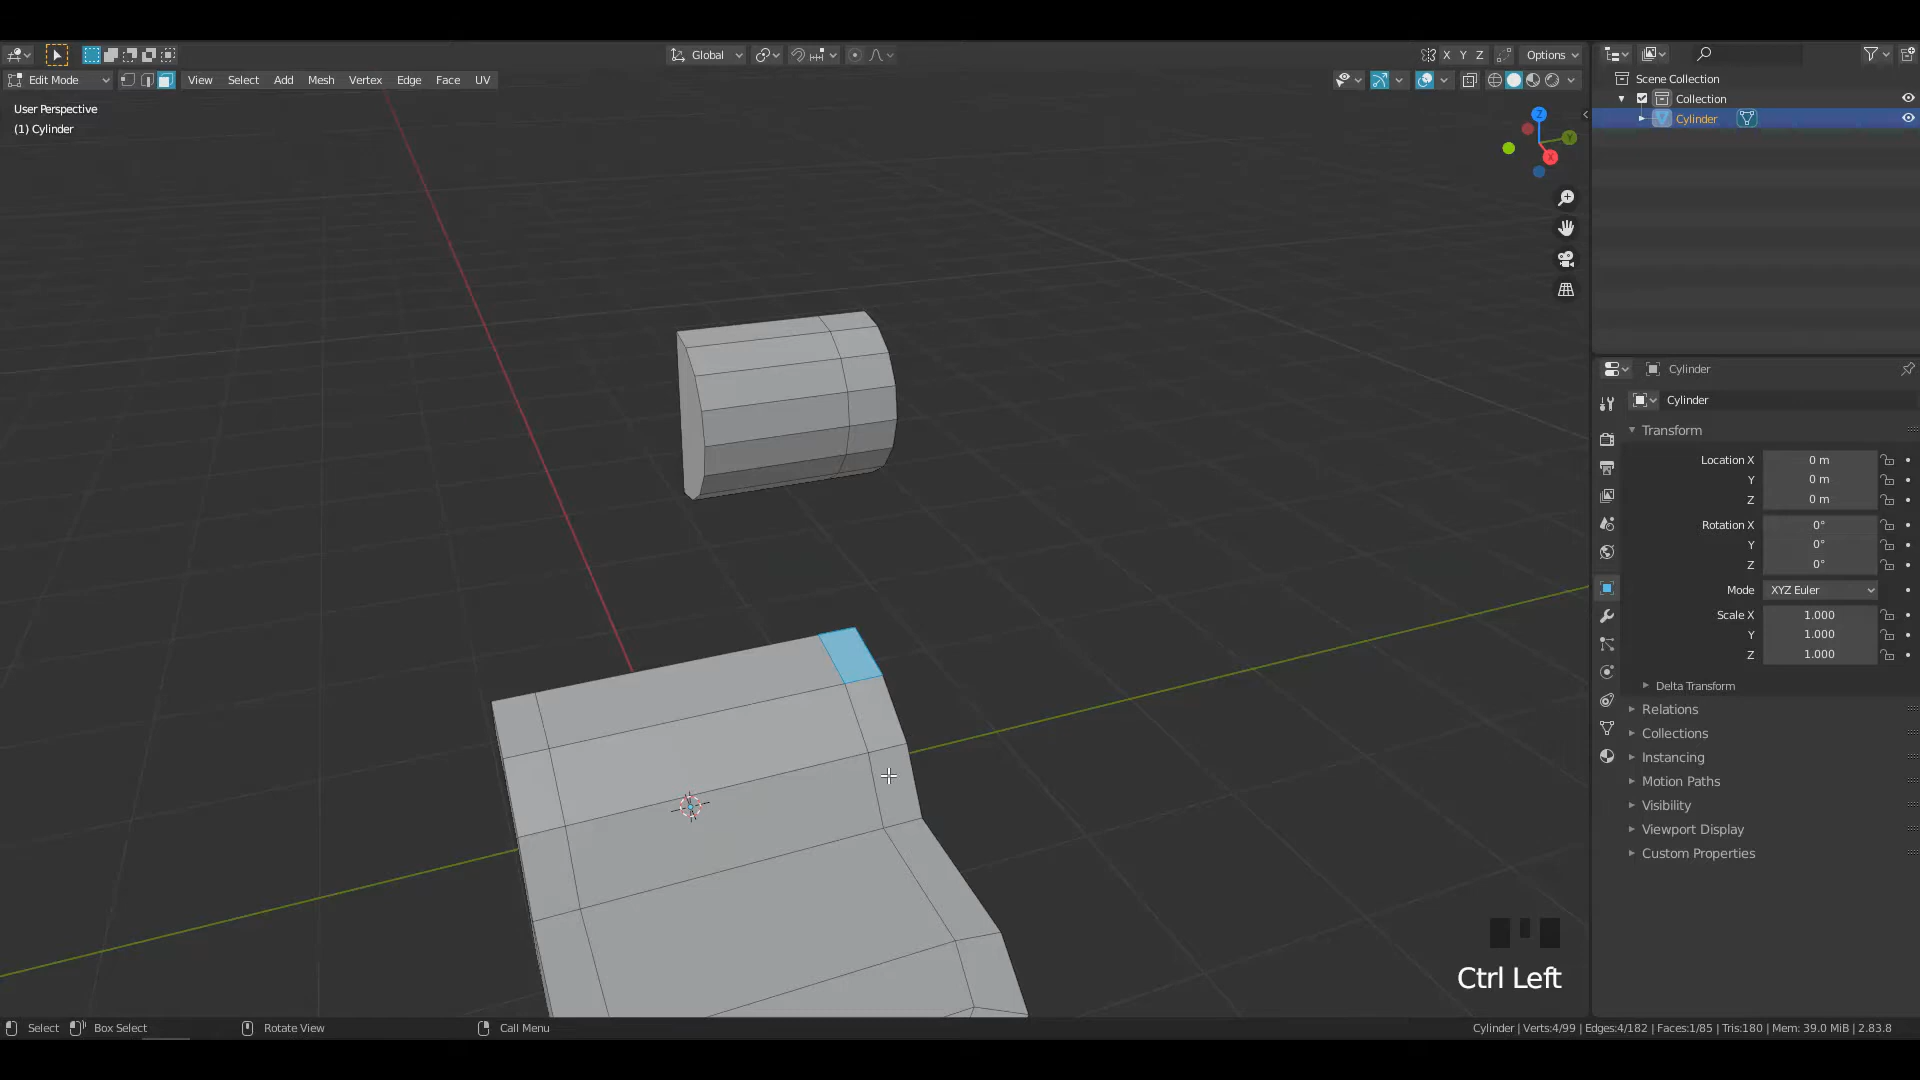 Global
X Y Z
Options
Edit Mode
View Select Add Mesh Vertex Edge Face UV
User Perspective
(1) Cylinder
Z
Y
X
Scene Collection
Collection
Cylinder
Cylinder
Cylinder
Transform
Location X 0 m
Y 0 m
Z 0 m
Rotation X 0°
Y 0°
Z 0°
Mode XYZ Euler
Scale X 1.000
Y 1.000
Z 1.000
Delta Transform
Relations
Collections
Instancing
Motion Paths
Visibility
Viewport Display
Custom Properties
Ctrl Left
Select Box Select Rotate View Call Menu
Cylinder | Verts:4/99 | Edges:4/182 | Faces:1/85 | Tris:180 | Mem: 39.0 MiB | 2.83.8